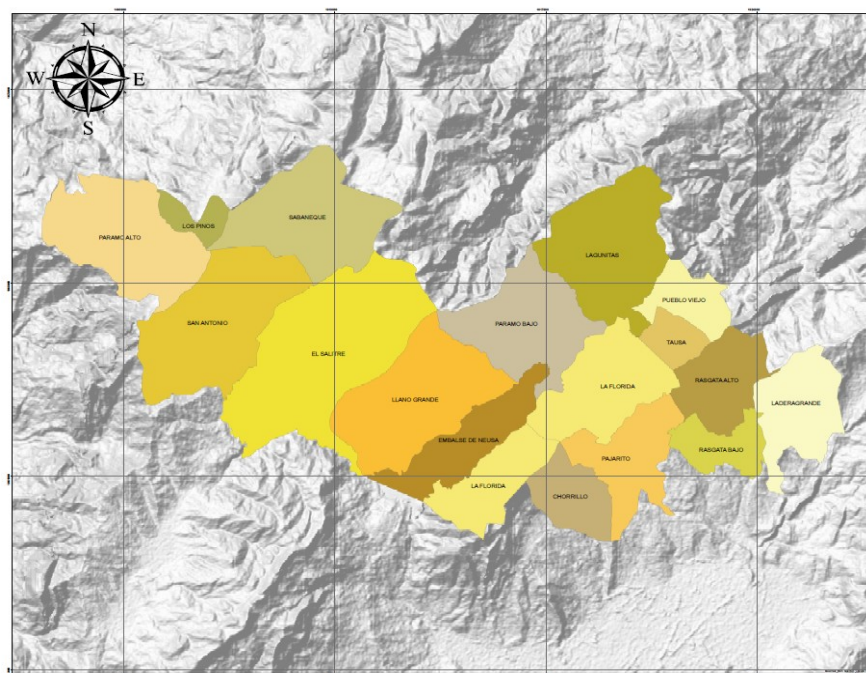 N
W E
S
SABANEQUE
LOS PINOS
PARAMO ALTO
LAGUNITAS
PUEBLO VIEJO
SAN ANTONIO
PARAMO BAJO
TAUSA
EL SALITRE
RASGATA ALTO
LA FLORIDA
LLANO GRANDE
LADERAGRANDE
EMBALSE DE NEUSA
RASGATA BAJO
PAJARITO
LA FLORIDA
CHORRILLO